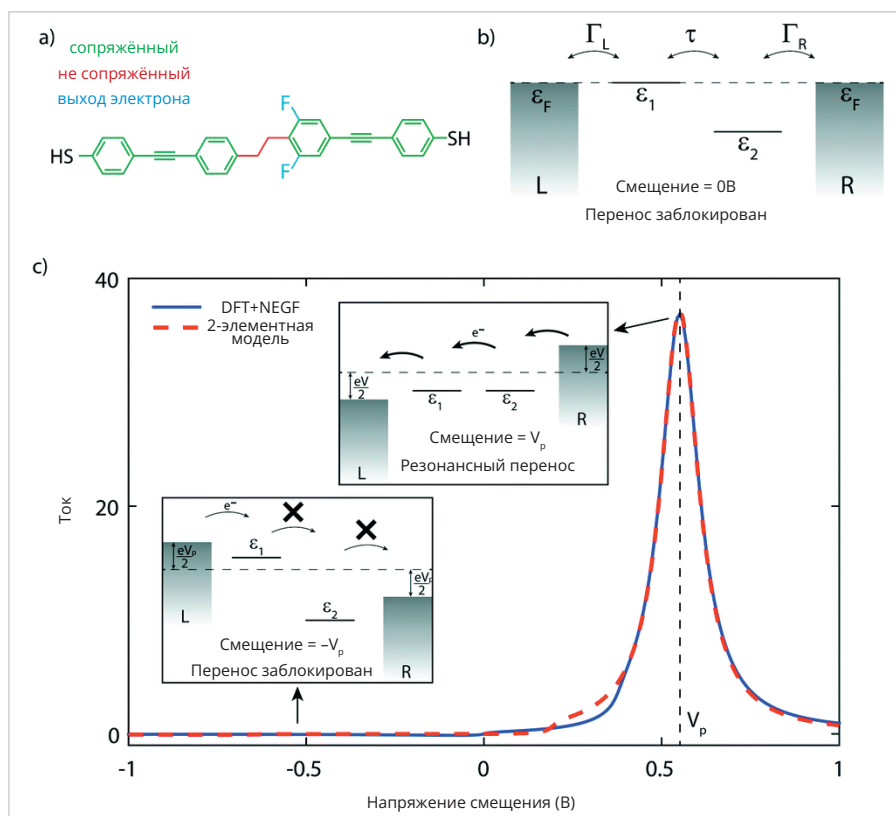 a)
сопряжённый
не сопряжённый
выход электрона
F
HS
SH
F
b)
Γ_L τ Γ_R
ε_F ε_1 ε_F
ε_2
L Смещение = 0В R
Перенос заблокирован
c)
40
20
0
Ток
DFT+NEGF
2-элементная
модель
e⁻
eV/2
eV/2
ε_1 ε_2
R
Смещение = V_p
Резонансный перенос
L
e⁻
ε_1
eV_p/2
eV_p/2
L
ε_2
Смещение = –V_p
Перенос заблокирован
R
V_p
-1 -0.5 0 0.5 1
Напряжение смещения (В)